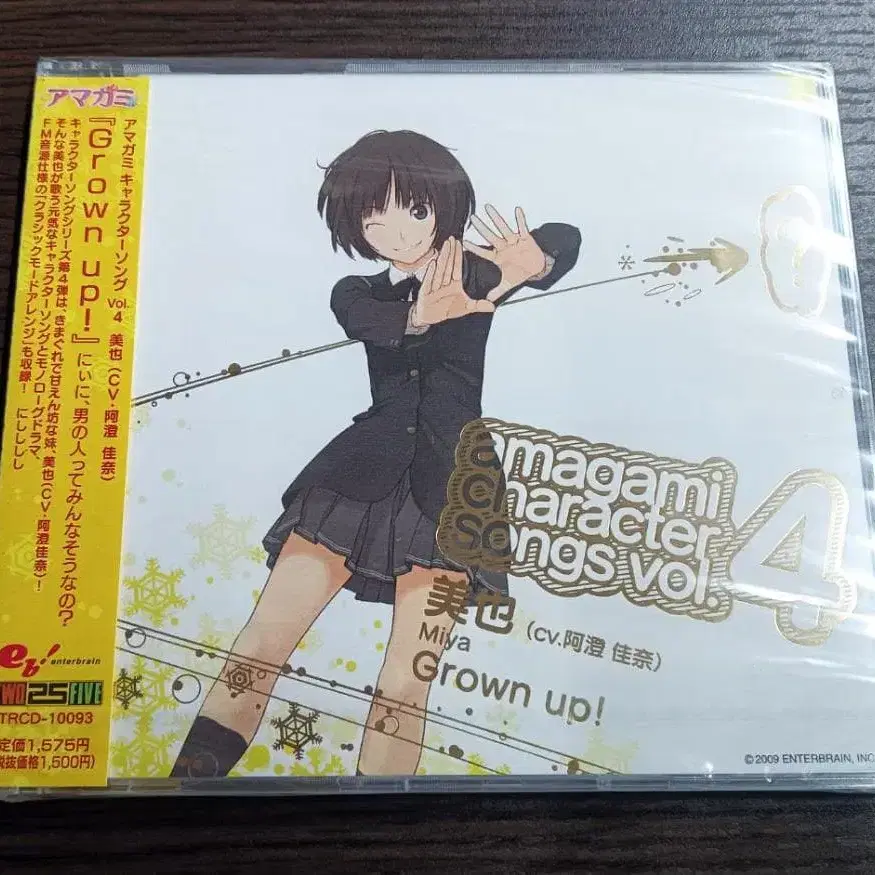 アマガミ
アマガミ キャラクターソング Vol.4 美也(CV・阿澄 佳奈)
『Grown up!』にぃに、男の人ってみんなそうなの?
キャラクターソングシリーズ第4弾は、きまぐれで甘えん坊な妹、美也(CV・阿澄佳奈)!
そんな美也が歌う元気なキャラクターソングとモノローグドラマ、
FM音源仕様の「クラシックモードアレンジ」も収録! にししし
eb! enterbrain
TWO 25 FIVE
TRCD-10093
定価1,575円
(税抜価格1,500円)
amagami
character
songs vol. 4
美也 (cv.阿澄 佳奈)
Miya
Grown up!
©2009 ENTERBRAIN, INC